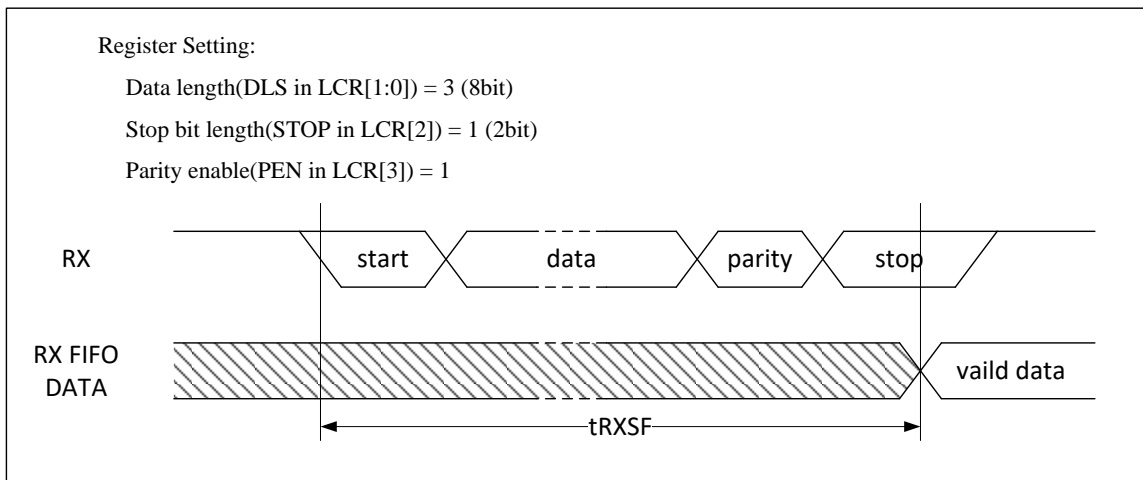 Register Setting:
Data length(DLS in LCR[1:0]) = 3 (8bit)
Stop bit length(STOP in LCR[2]) = 1 (2bit)
Parity enable(PEN in LCR[3]) = 1
RX
start
data
parity
stop
RX FIFO
DATA
vaild data
tRXSF